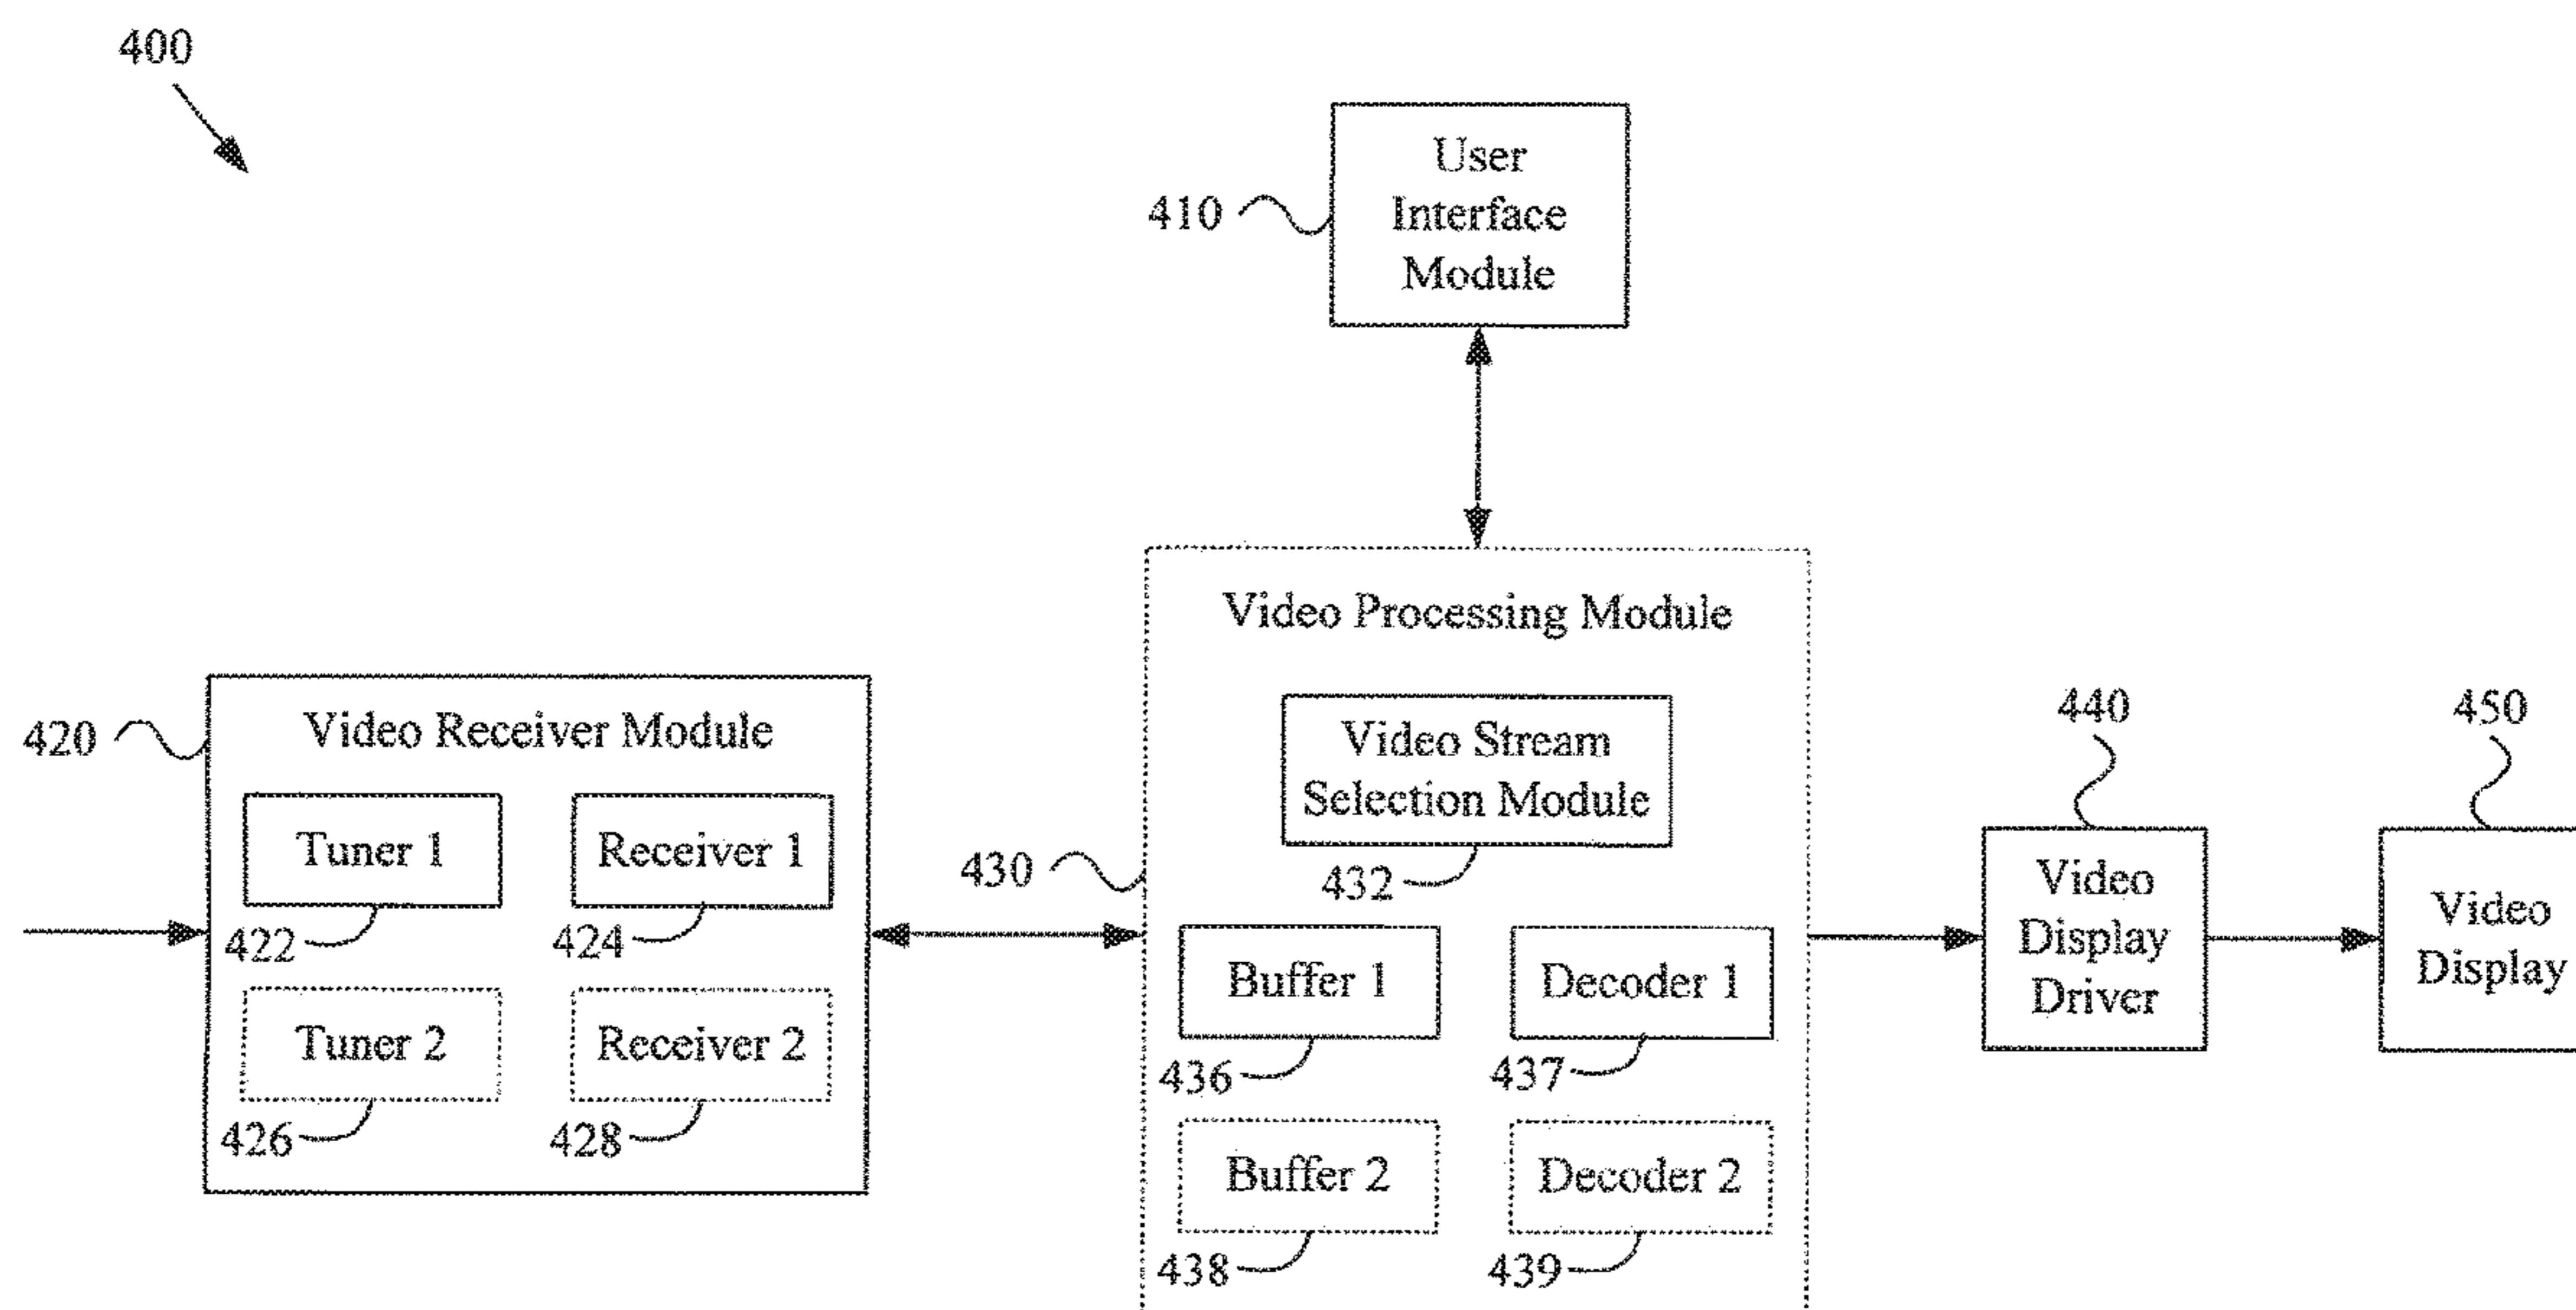 400
User
Interface
Module
410
Video Processing Module
Video Receiver Module
420
Video Stream
Selection Module
432
440
450
Tuner 1
Receiver 1
422
424
430
Video
Display
Driver
Video
Display
Buffer 1
Decoder 1
436
437
Tuner 2
Receiver 2
426
428
Buffer 2
Decoder 2
438
439